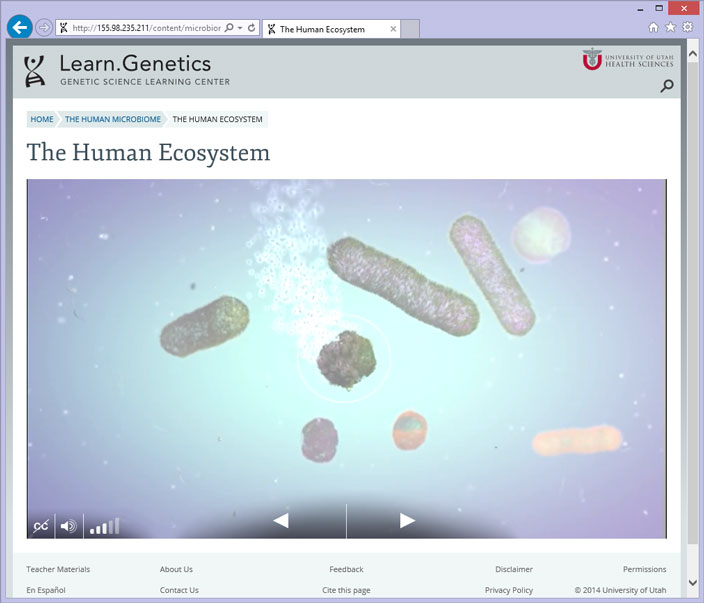 http://155.98.235.211/content/microbior
The Human Ecosystem
Learn.Genetics
GENETIC SCIENCE LEARNING CENTER
UNIVERSITY OF UTAH
HEALTH SCIENCES
HOME THE HUMAN MICROBIOME THE HUMAN ECOSYSTEM
The Human Ecosystem
CC
Teacher Materials About Us Feedback Disclaimer Permissions
En Español Contact Us Cite this page Privacy Policy © 2014 University of Utah